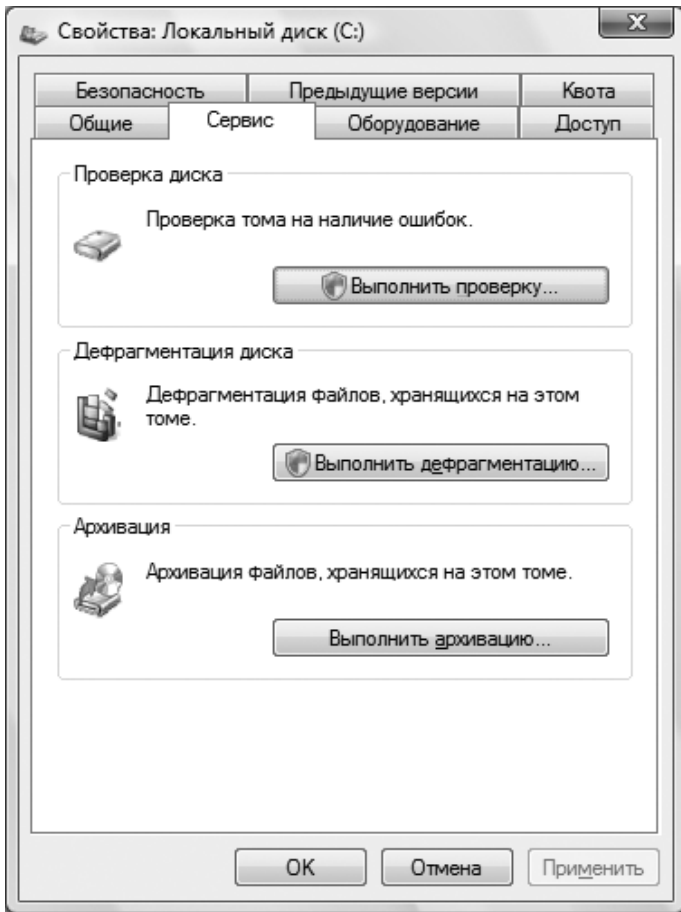 Свойства: Локальный диск (C:)
X
Безопасность Предыдущие версии Квота
Общие Сервис Оборудование Доступ
Проверка диска
Проверка тома на наличие ошибок.
Выполнить проверку...
Дефрагментация диска
Дефрагментация файлов, хранящихся на этом
томе.
Выполнить дефрагментацию...
Архивация
Архивация файлов, хранящихся на этом томе.
Выполнить архивацию...
OK Отмена Применить